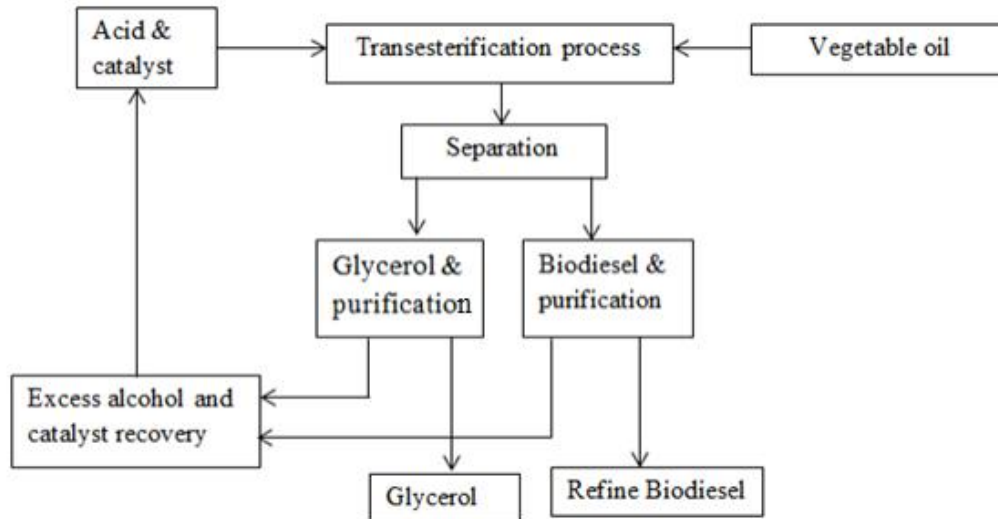 Acid &
catalyst
Transesterification process
Vegetable oil
Separation
Glycerol &
purification
Biodiesel &
purification
Excess alcohol and
catalyst recovery
Glycerol
Refine Biodiesel